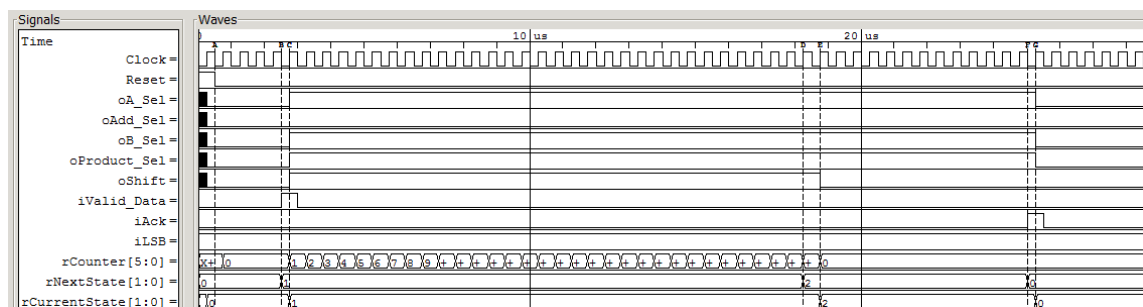 Signals
Waves
Time
0 10 us 20 us
A B C D E F G
Clock =
Reset =
oA_Sel =
oAdd_Sel =
oB_Sel =
oProduct_Sel =
oShift =
iValid_Data =
iAck =
iLSB =
rCounter[5:0] = X+ 0 1 2 3 4 5 6 7 8 9 + + + + + + + + + + + + + + + + + + + + + + + 0
rNextState[1:0] = 0 1 2 0
rCurrentState[1:0] = 0 1 2 0